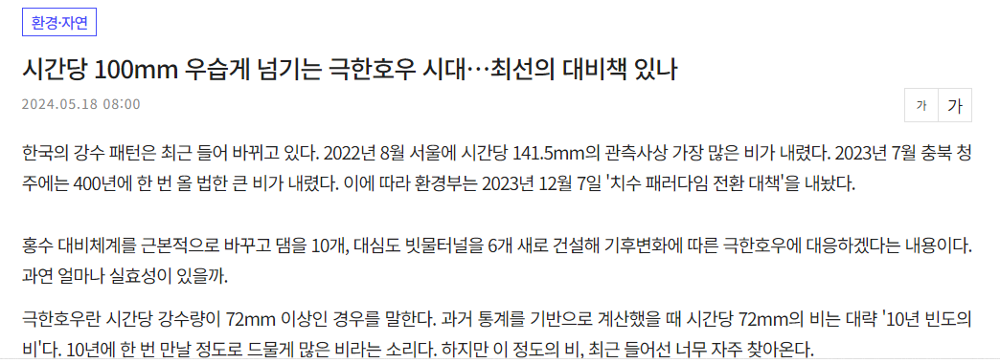 환경·자연
시간당 100mm 우습게 넘기는 극한호우 시대…최선의 대비책 있나
2024.05.18 08:00
가 가
한국의 강수 패턴은 최근 들어 바뀌고 있다. 2022년 8월 서울에 시간당 141.5mm의 관측사상 가장 많은 비가 내렸다. 2023년 7월 충북 청
주에는 400년에 한 번 올 법한 큰 비가 내렸다. 이에 따라 환경부는 2023년 12월 7일 '치수 패러다임 전환 대책'을 내놨다.
홍수 대비체계를 근본적으로 바꾸고 댐을 10개, 대심도 빗물터널을 6개 새로 건설해 기후변화에 따른 극한호우에 대응하겠다는 내용이다.
과연 얼마나 실효성이 있을까.
극한호우란 시간당 강수량이 72mm 이상인 경우를 말한다. 과거 통계를 기반으로 계산했을 때 시간당 72mm의 비는 대략 '10년 빈도의
비'다. 10년에 한 번 만날 정도로 드물게 많은 비라는 소리다. 하지만 이 정도의 비, 최근 들어선 너무 자주 찾아온다.